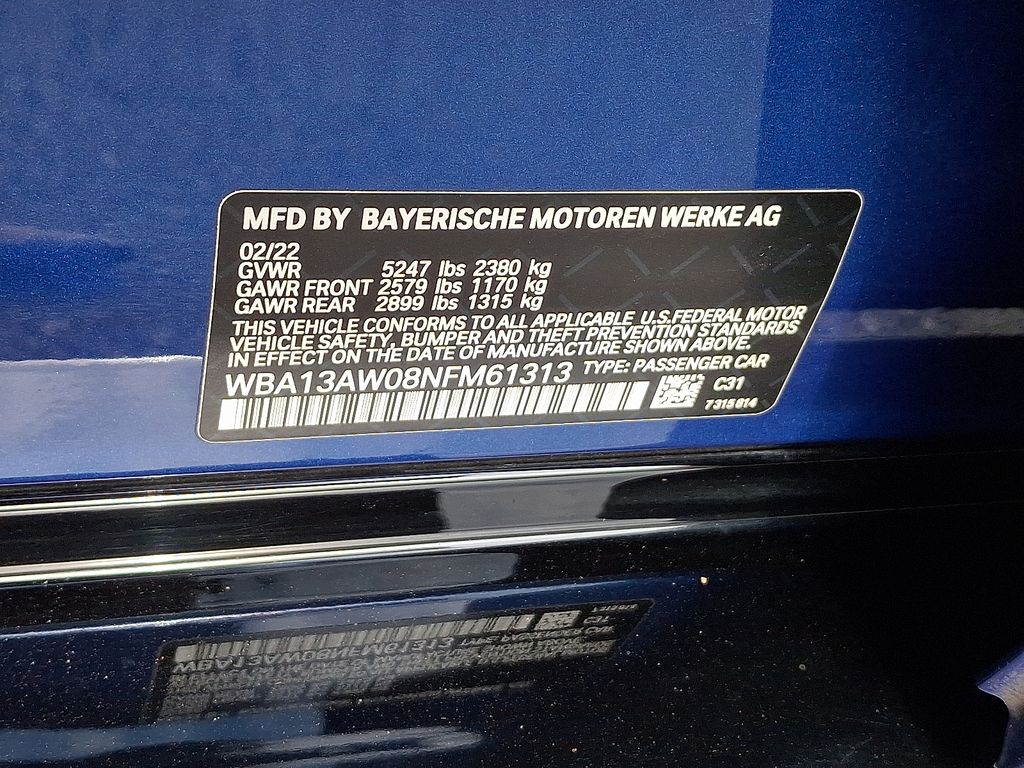 MFD BY BAYERISCHE MOTOREN WERKE AG
02/22
GVWR 5247 lbs 2380 kg
GAWR FRONT 2579 lbs 1170 kg
GAWR REAR 2899 lbs 1315 kg
THIS VEHICLE CONFORMS TO ALL APPLICABLE U.S.FEDERAL MOTOR
VEHICLE SAFETY, BUMPER AND THEFT PREVENTION STANDARDS
IN EFFECT ON THE DATE OF MANUFACTURE SHOWN ABOVE.
WBA13AW08NFM61313 TYPE: PASSENGER CAR
C31
7315814